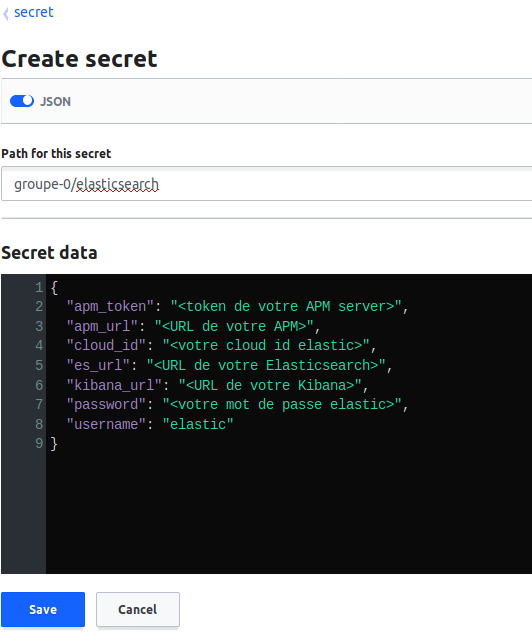 secret
Create secret
JSON
Path for this secret
groupe-0/elasticsearch
Secret data
1 {
2 "apm_token": "<token de votre APM server>",
3 "apm_url": "<URL de votre APM>",
4 "cloud_id": "<votre cloud id elastic>",
5 "es_url": "<URL de votre Elasticsearch>",
6 "kibana_url": "<URL de votre Kibana>",
7 "password": "<votre mot de passe elastic>",
8 "username": "elastic"
9 }
Save Cancel